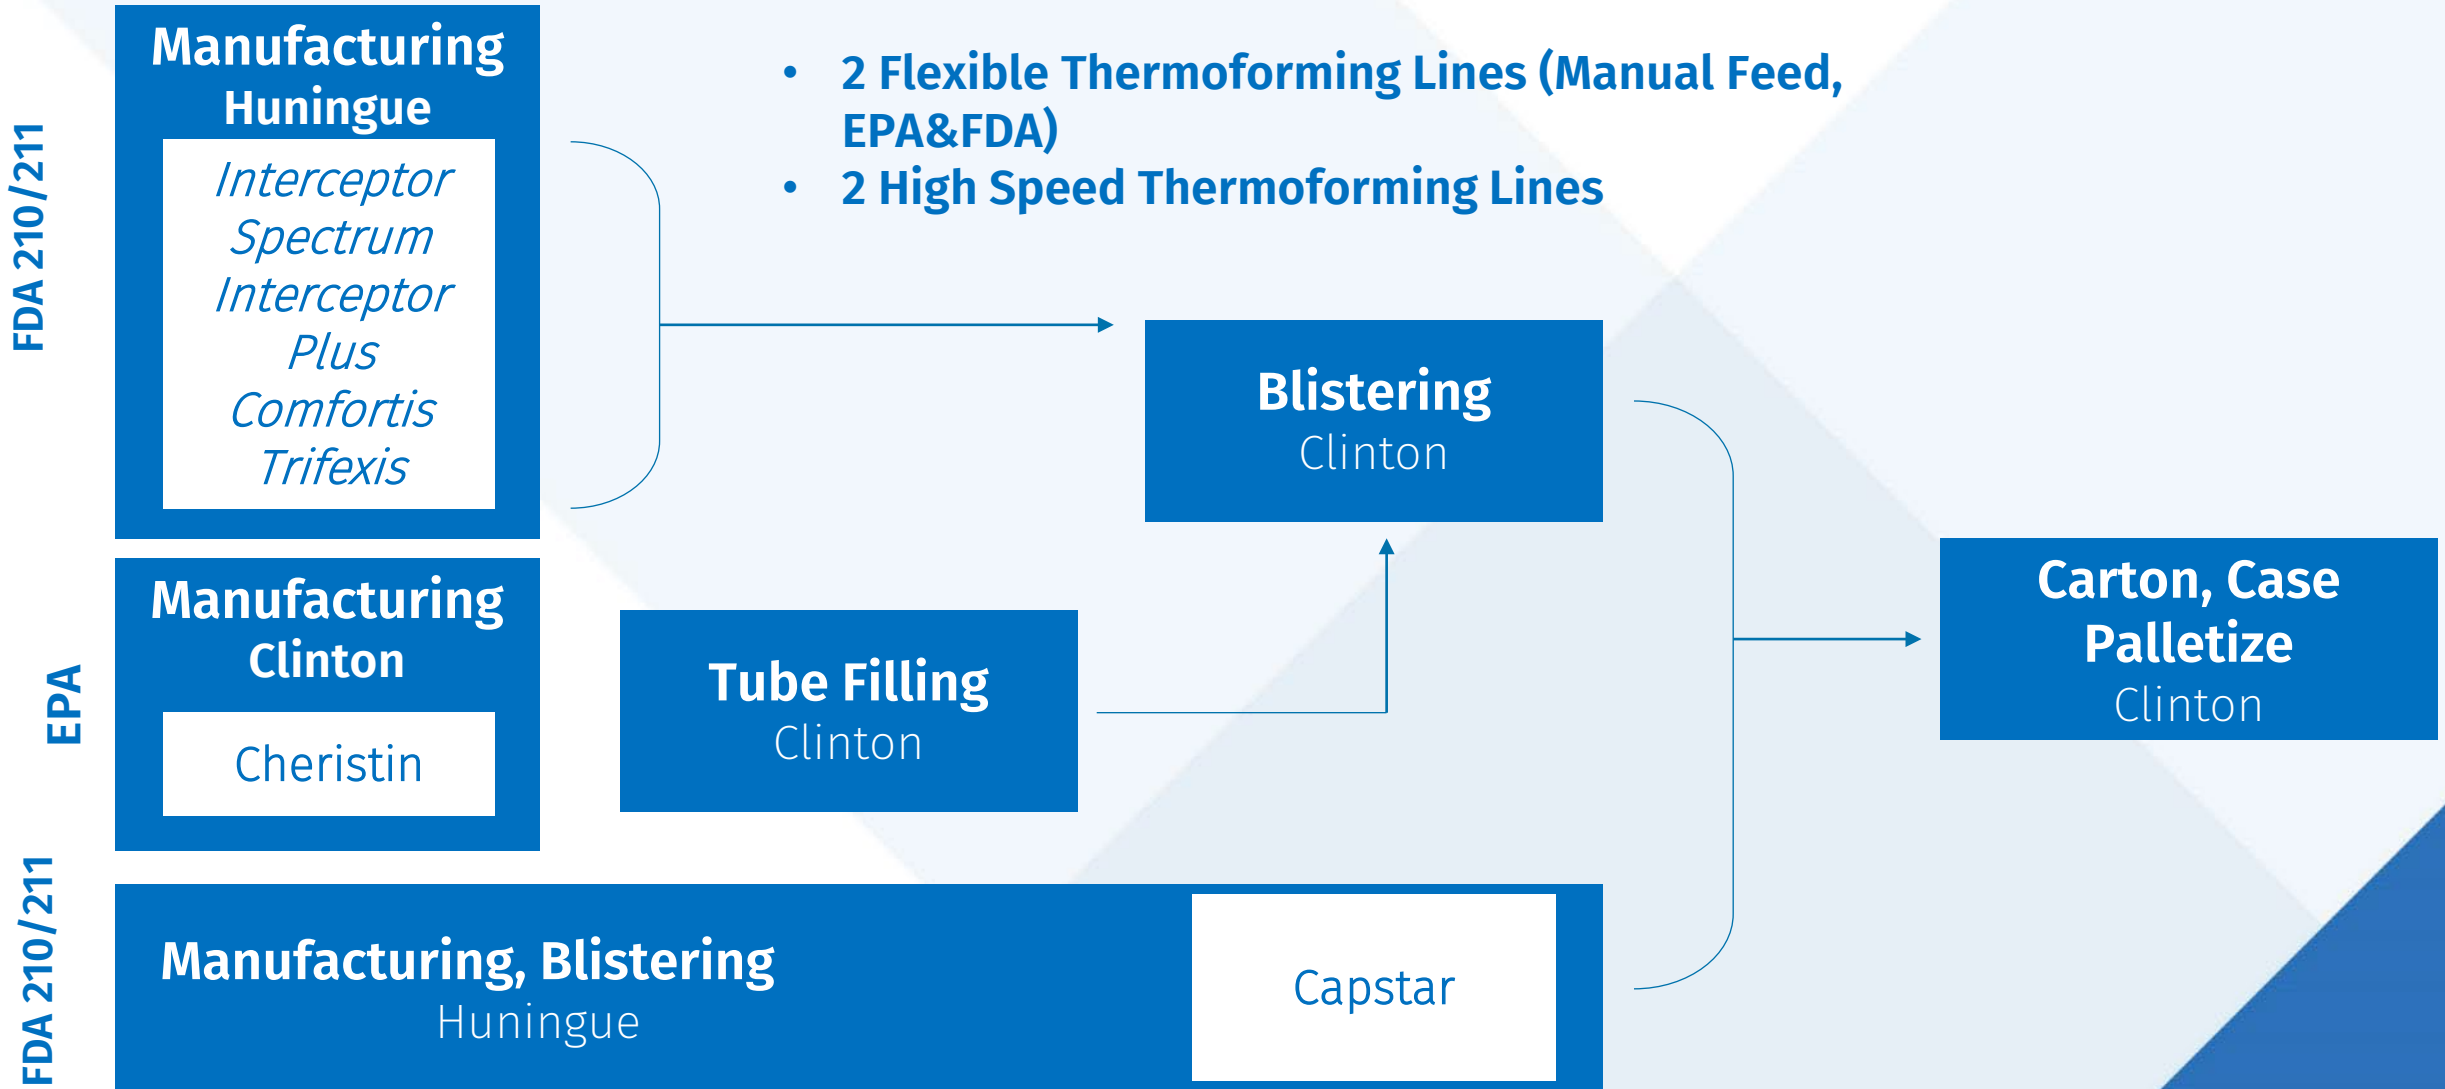 FDA 210/211
Manufacturing
Huningue
Interceptor
Spectrum
Interceptor
Plus
Comfortis
Trifexis
• 2 Flexible Thermoforming Lines (Manual Feed,
EPA&FDA)
• 2 High Speed Thermoforming Lines
Blistering
Clinton
EPA
Manufacturing
Clinton
Cheristin
Tube Filling
Clinton
Carton, Case
Palletize
Clinton
FDA 210/211
Manufacturing, Blistering
Huningue
Capstar